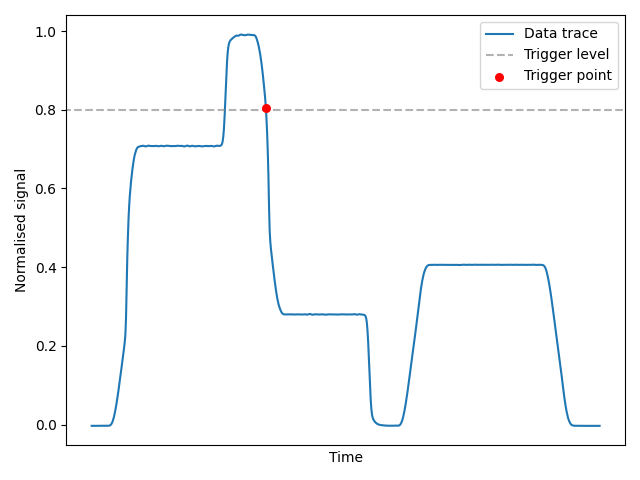 Data trace
Trigger level
Trigger point
1.0
0.8
0.6
0.4
0.2
0.0
Normalised signal
Time